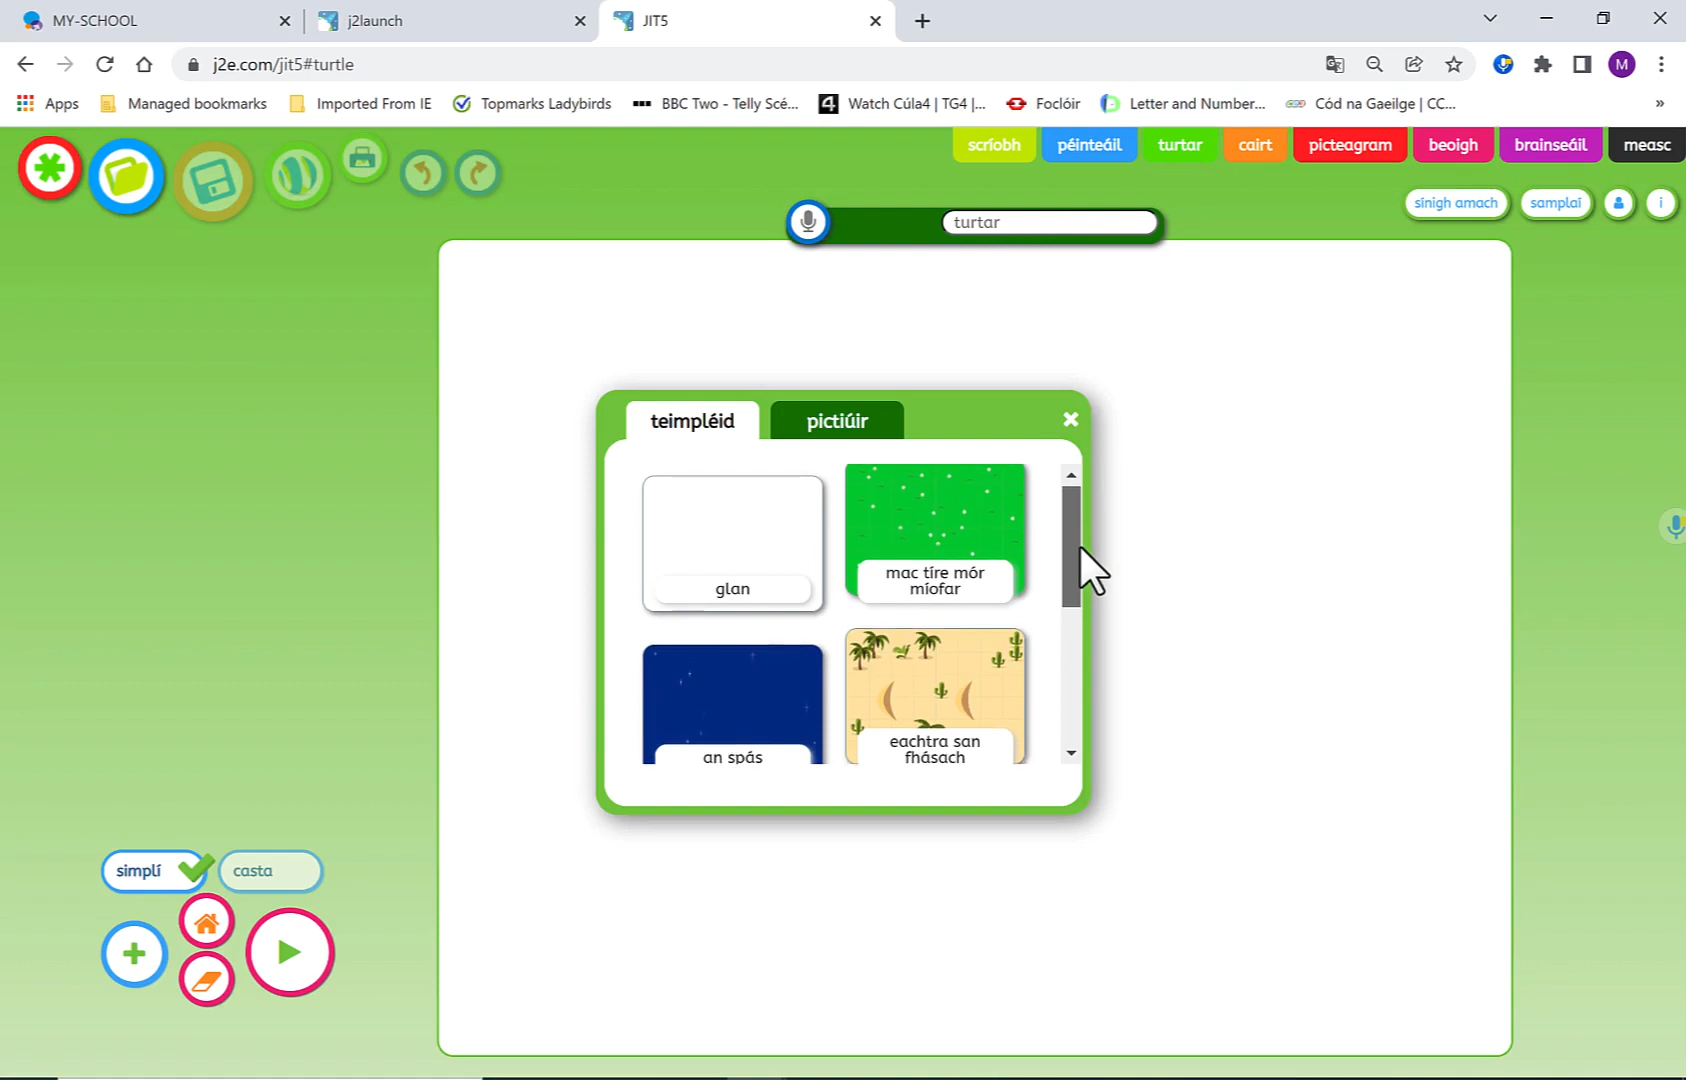 MY-SCHOOL
j2launch
JIT5
j2e.com/jit5#turtle
Apps
Managed bookmarks
Imported From IE
Topmarks Ladybirds
BBC Two - Telly Scé...
Watch Cúla4 | TG4 |...
Foclóir
Letter and Number...
Cód na Gaeilge | CC...
»
M
scríobh
péinteáil
turtar
cairt
picteagram
beoigh
brainseáil
measc
sínigh amach
samplaí
i
turtar
teimpléid
pictiúir
glan
mac tíre mór
míofar
an spás
eachtra san
fhásach
simplí
casta